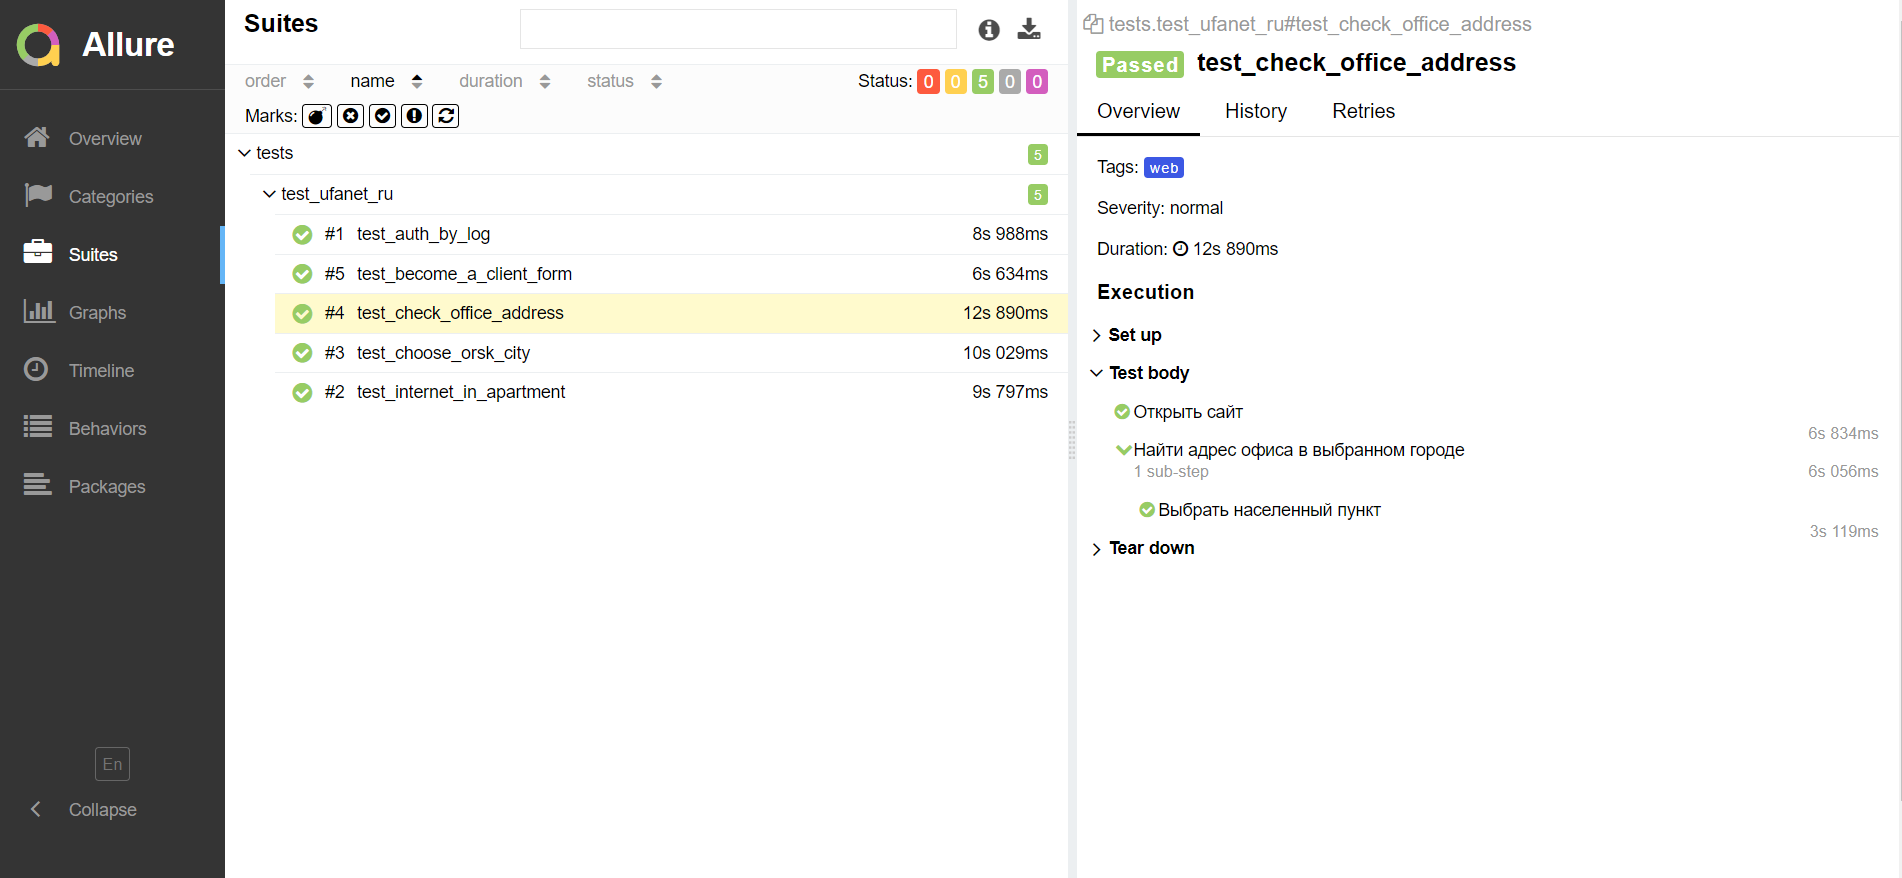 Allure
Overview
Categories
Suites
Graphs
Timeline
Behaviors
Packages
En
Collapse
Suites
order name duration status Status: 0 0 5 0 0
Marks:
tests 5
test_ufanet_ru 5
#1 test_auth_by_log 8s 988ms
#5 test_become_a_client_form 6s 634ms
#4 test_check_office_address 12s 890ms
#3 test_choose_orsk_city 10s 029ms
#2 test_internet_in_apartment 9s 797ms
tests.test_ufanet_ru#test_check_office_address
Passed test_check_office_address
Overview History Retries
Tags: web
Severity: normal
Duration: 12s 890ms
Execution
Set up
Test body
Открыть сайт
6s 834ms
Найти адрес офиса в выбранном городе
1 sub-step 6s 056ms
Выбрать населенный пункт
3s 119ms
Tear down